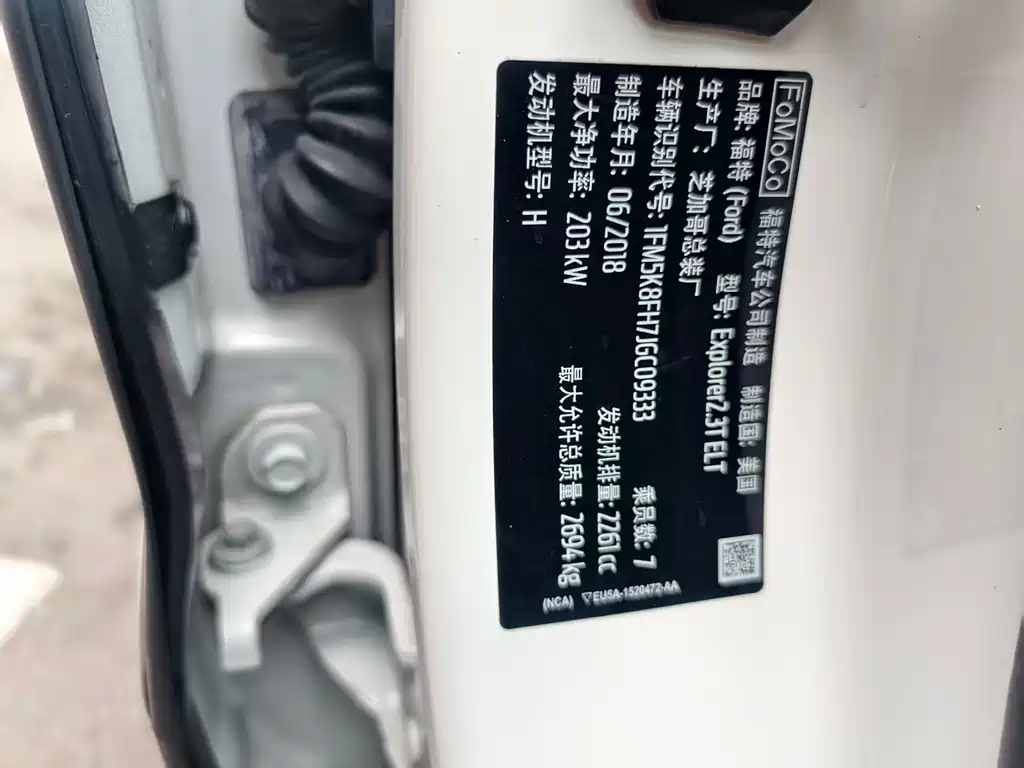 FoMoCo 福特汽车公司制造 制造国: 美国
品牌: 福特 (Ford) 型号: Explorer2.3T ELT
生产厂: 芝加哥总装厂
车辆识别代号: 1FM5K8FH7JGC09333 乘员数: 7
制造年月: 06/2018 发动机排量: 2261cc
最大净功率: 203kW 最大允许总质量: 2694kg
发动机型号: H
(NCA) ▽EU5A-1520472-AA